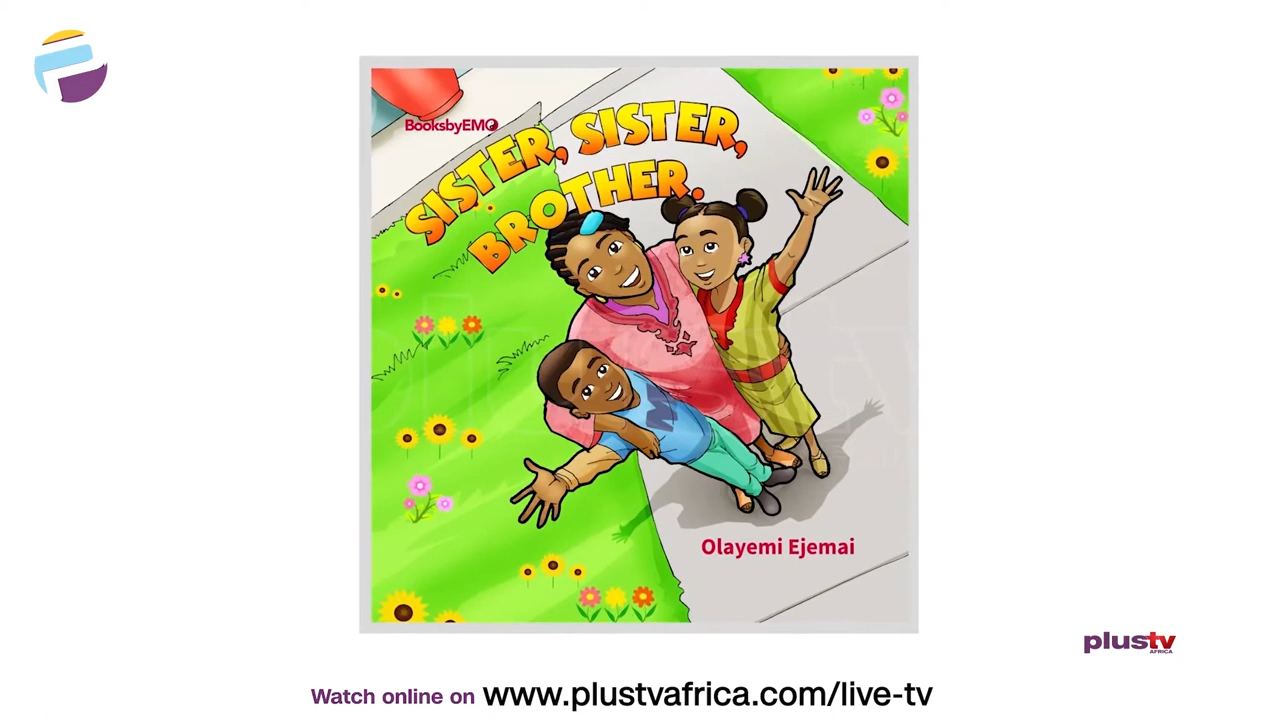 BooksbyEMO
SISTER, SISTER,
BROTHER.
Olayemi Ejemai
plustv
AFRICA
Watch online on www.plustvafrica.com/live-tv